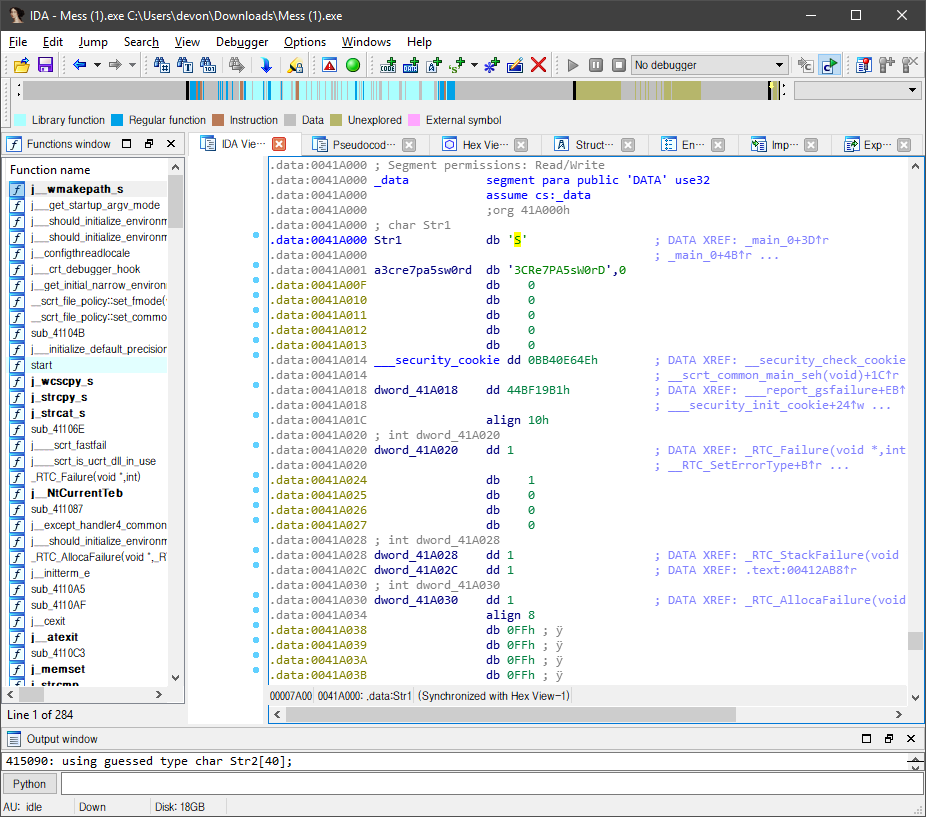 IDA - Mess (1).exe C:\Users\devon\Downloads\Mess (1).exe
File Edit Jump Search View Debugger Options Windows Help
No debugger
Library function Regular function Instruction Data Unexplored External symbol
Functions window IDA Vie··· Pseudocod··· Hex Vie··· Struct··· En··· Imp··· Exp···
Function name
j__wmakepath_s
j___get_startup_argv_mode
j___should_initialize_environm
j___should_initialize_environm
j__configthreadlocale
j___crt_debugger_hook
j__get_initial_narrow_environ
__scrt_file_policy::set_fmode(
__scrt_file_policy::set_commo
sub_41104B
j___initialize_default_precision
start
j_wcscpy_s
j_strcpy_s
j_strcat_s
sub_41106E
j____scrt_fastfail
j____scrt_is_ucrt_dll_in_use
_RTC_Failure(void *,int)
j__NtCurrentTeb
sub_411087
j__except_handler4_common
j___should_initialize_environm
_RTC_AllocaFailure(void *,_R
j__initterm_e
sub_4110A5
sub_4110AF
j__cexit
j__atexit
sub_4110C3
j_memset
j_strcmp
Line 1 of 284
.data:0041A000 ; Segment permissions: Read/Write
.data:0041A000 _data segment para public 'DATA' use32
.data:0041A000 assume cs:_data
.data:0041A000 ;org 41A000h
.data:0041A000 ; char Str1
.data:0041A000 Str1 db 'S' ; DATA XREF: _main_0+3D↑r
.data:0041A000 ; _main_0+4B↑r ...
.data:0041A001 a3cre7pa5sw0rd db '3CRe7PA5sW0rD',0
.data:0041A00F db 0
.data:0041A010 db 0
.data:0041A011 db 0
.data:0041A012 db 0
.data:0041A013 db 0
.data:0041A014 ___security_cookie dd 0BB40E64Eh ; DATA XREF: __security_check_cookie
.data:0041A014 ; __scrt_common_main_seh(void)+1C↑r
.data:0041A018 dword_41A018 dd 44BF19B1h ; DATA XREF: ___report_gsfailure+EB↑
.data:0041A018 ; ___security_init_cookie+24↑w ...
.data:0041A01C align 10h
.data:0041A020 ; int dword_41A020
.data:0041A020 dword_41A020 dd 1 ; DATA XREF: _RTC_Failure(void *,int
.data:0041A020 ; __RTC_SetErrorType+B↑r ...
.data:0041A024 db 1
.data:0041A025 db 0
.data:0041A026 db 0
.data:0041A027 db 0
.data:0041A028 ; int dword_41A028
.data:0041A028 dword_41A028 dd 1 ; DATA XREF: _RTC_StackFailure(void
.data:0041A02C dword_41A02C dd 1 ; DATA XREF: .text:00412AB8↑r
.data:0041A030 ; int dword_41A030
.data:0041A030 dword_41A030 dd 1 ; DATA XREF: _RTC_AllocaFailure(void
.data:0041A034 align 8
.data:0041A038 db 0FFh ; ÿ
.data:0041A039 db 0FFh ; ÿ
.data:0041A03A db 0FFh ; ÿ
.data:0041A03B db 0FFh ; ÿ
00007A00 0041A000: .data:Str1 (Synchronized with Hex View-1)
Output window
415090: using guessed type char Str2[40];
Python
AU: idle Down Disk: 18GB